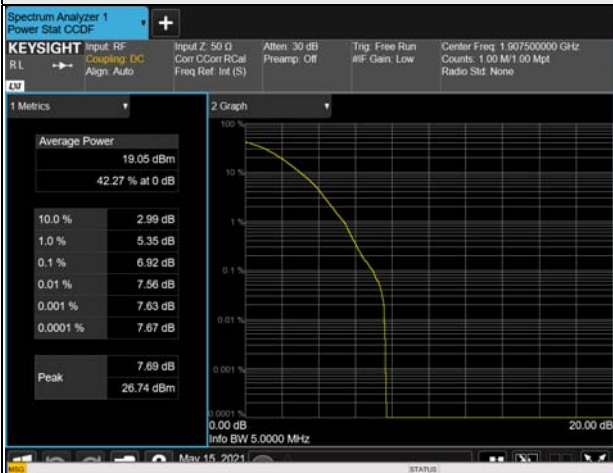 Spectrum Analyzer 1
Power Stat CCDF
+
KEYSIGHT
Input: RF
Input Z: 50 Ω
Atten: 30 dB
Trig: Free Run
Center Freq: 1.907500000 GHz
RL
Coupling: DC
Corr CCorr RCal
Preamp: Off
#IF Gain: Low
Counts: 1.00 M/1.00 Mpt
Align: Auto
Freq Ref: Int (S)
Radio Std: None
LXI
1 Metrics
2 Graph
Average Power
19.05 dBm
42.27 % at 0 dB
10.0 % 2.99 dB
1.0 % 5.35 dB
0.1 % 6.92 dB
0.01 % 7.56 dB
0.001 % 7.63 dB
0.0001 % 7.67 dB
Peak
7.69 dB
26.74 dBm
100 %
10 %
1 %
0.1 %
0.01 %
0.001 %
0.0001 %
0.00 dB
20.00 dB
Info BW 5.0000 MHz
May 15, 2021
MSG
STATUS